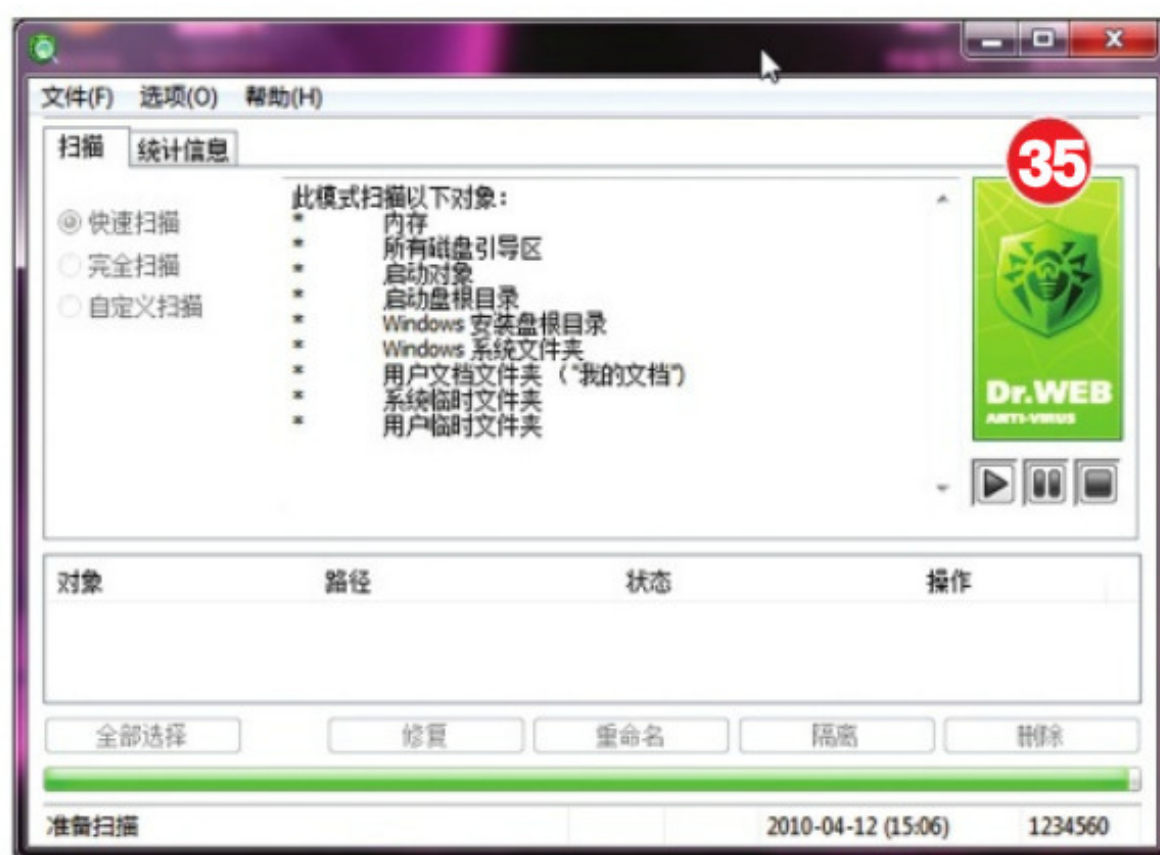 文件(F) 选项(O) 帮助(H)
扫描 统计信息
35
快速扫描
完全扫描
自定义扫描
此模式扫描以下对象：
* 内存
* 所有磁盘引导区
* 启动对象
* 启动盘根目录
* Windows 安装盘根目录
* Windows 系统文件夹
* 用户文档文件夹（"我的文档"）
* 系统临时文件夹
* 用户临时文件夹
Dr.WEB
ANTI-VIRUS
对象 路径 状态 操作
全部选择 修复 重命名 隔离 删除
准备扫描 2010-04-12 (15:06) 1234560